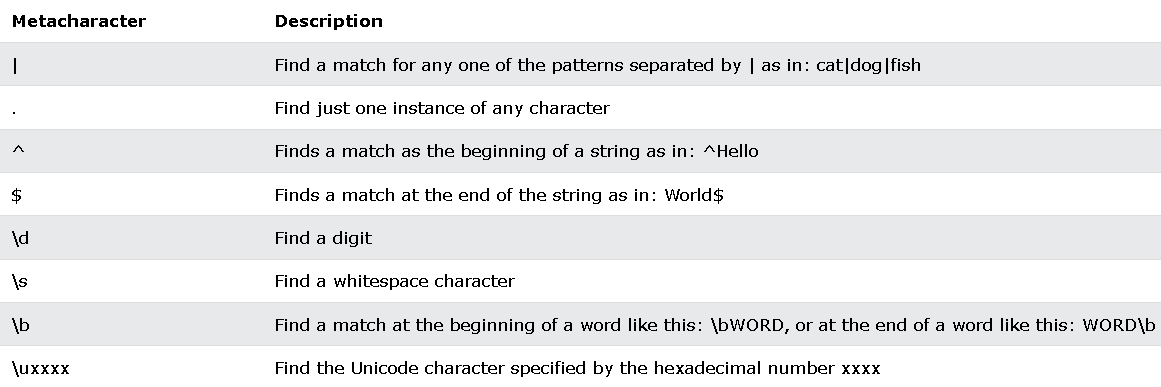 Metacharacter Description
| Find a match for any one of the patterns separated by | as in: cat|dog|fish
. Find just one instance of any character
^ Finds a match as the beginning of a string as in: ^Hello
$ Finds a match at the end of the string as in: World$
\d Find a digit
\s Find a whitespace character
\b Find a match at the beginning of a word like this: \bWORD, or at the end of a word like this: WORD\b
\uxxxx Find the Unicode character specified by the hexadecimal number xxxx